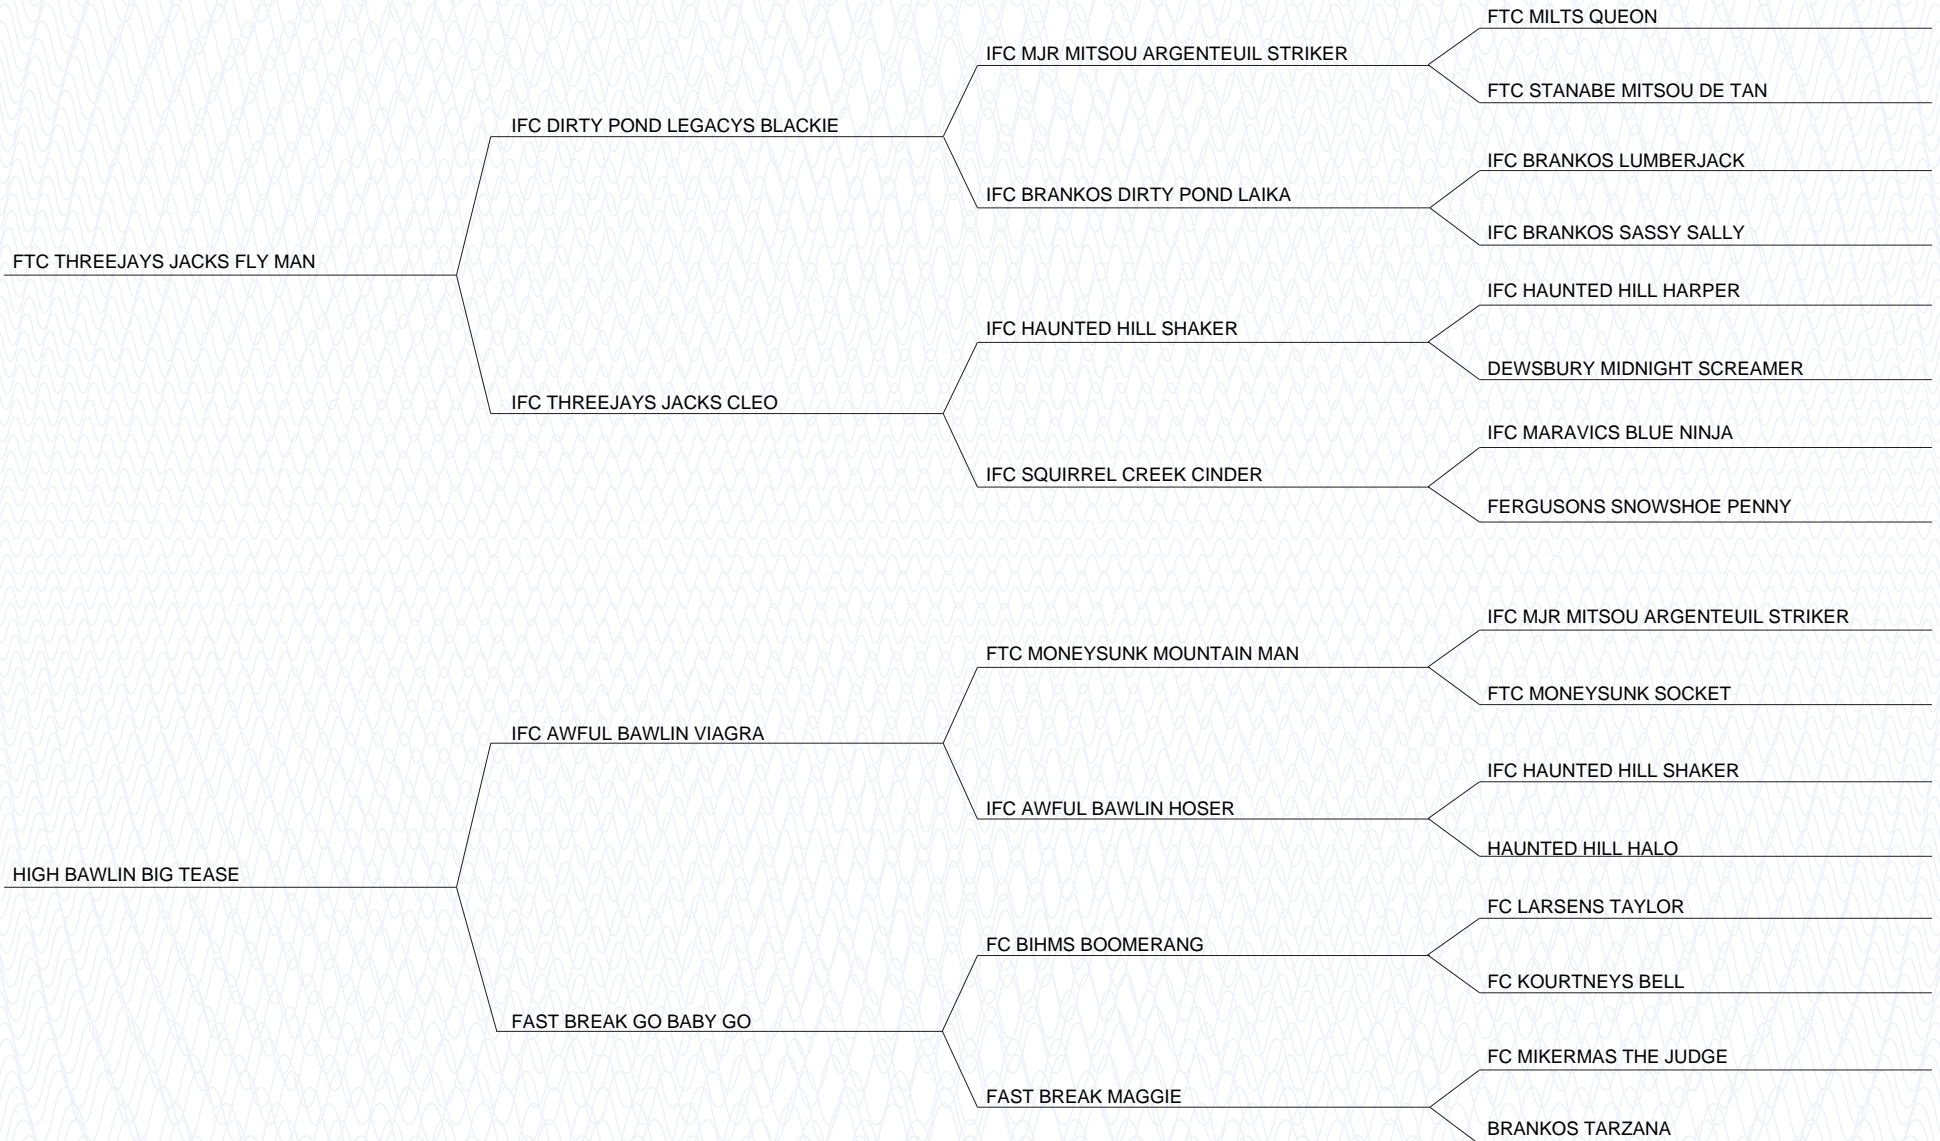 FTC MILTS QUEON
IFC MJR MITSOU ARGENTEUIL STRIKER
FTC STANABE MITSOU DE TAN
IFC DIRTY POND LEGACYS BLACKIE
IFC BRANKOS LUMBERJACK
IFC BRANKOS DIRTY POND LAIKA
IFC BRANKOS SASSY SALLY
FTC THREEJAYS JACKS FLY MAN
IFC HAUNTED HILL HARPER
IFC HAUNTED HILL SHAKER
DEWSBURY MIDNIGHT SCREAMER
IFC THREEJAYS JACKS CLEO
IFC MARAVICS BLUE NINJA
IFC SQUIRREL CREEK CINDER
FERGUSONS SNOWSHOE PENNY
IFC MJR MITSOU ARGENTEUIL STRIKER
FTC MONEYSUNK MOUNTAIN MAN
FTC MONEYSUNK SOCKET
IFC AWFUL BAWLIN VIAGRA
IFC HAUNTED HILL SHAKER
IFC AWFUL BAWLIN HOSER
HAUNTED HILL HALO
HIGH BAWLIN BIG TEASE
FC LARSENS TAYLOR
FC BIHMS BOOMERANG
FC KOURTNEYS BELL
FAST BREAK GO BABY GO
FC MIKERMAS THE JUDGE
FAST BREAK MAGGIE
BRANKOS TARZANA